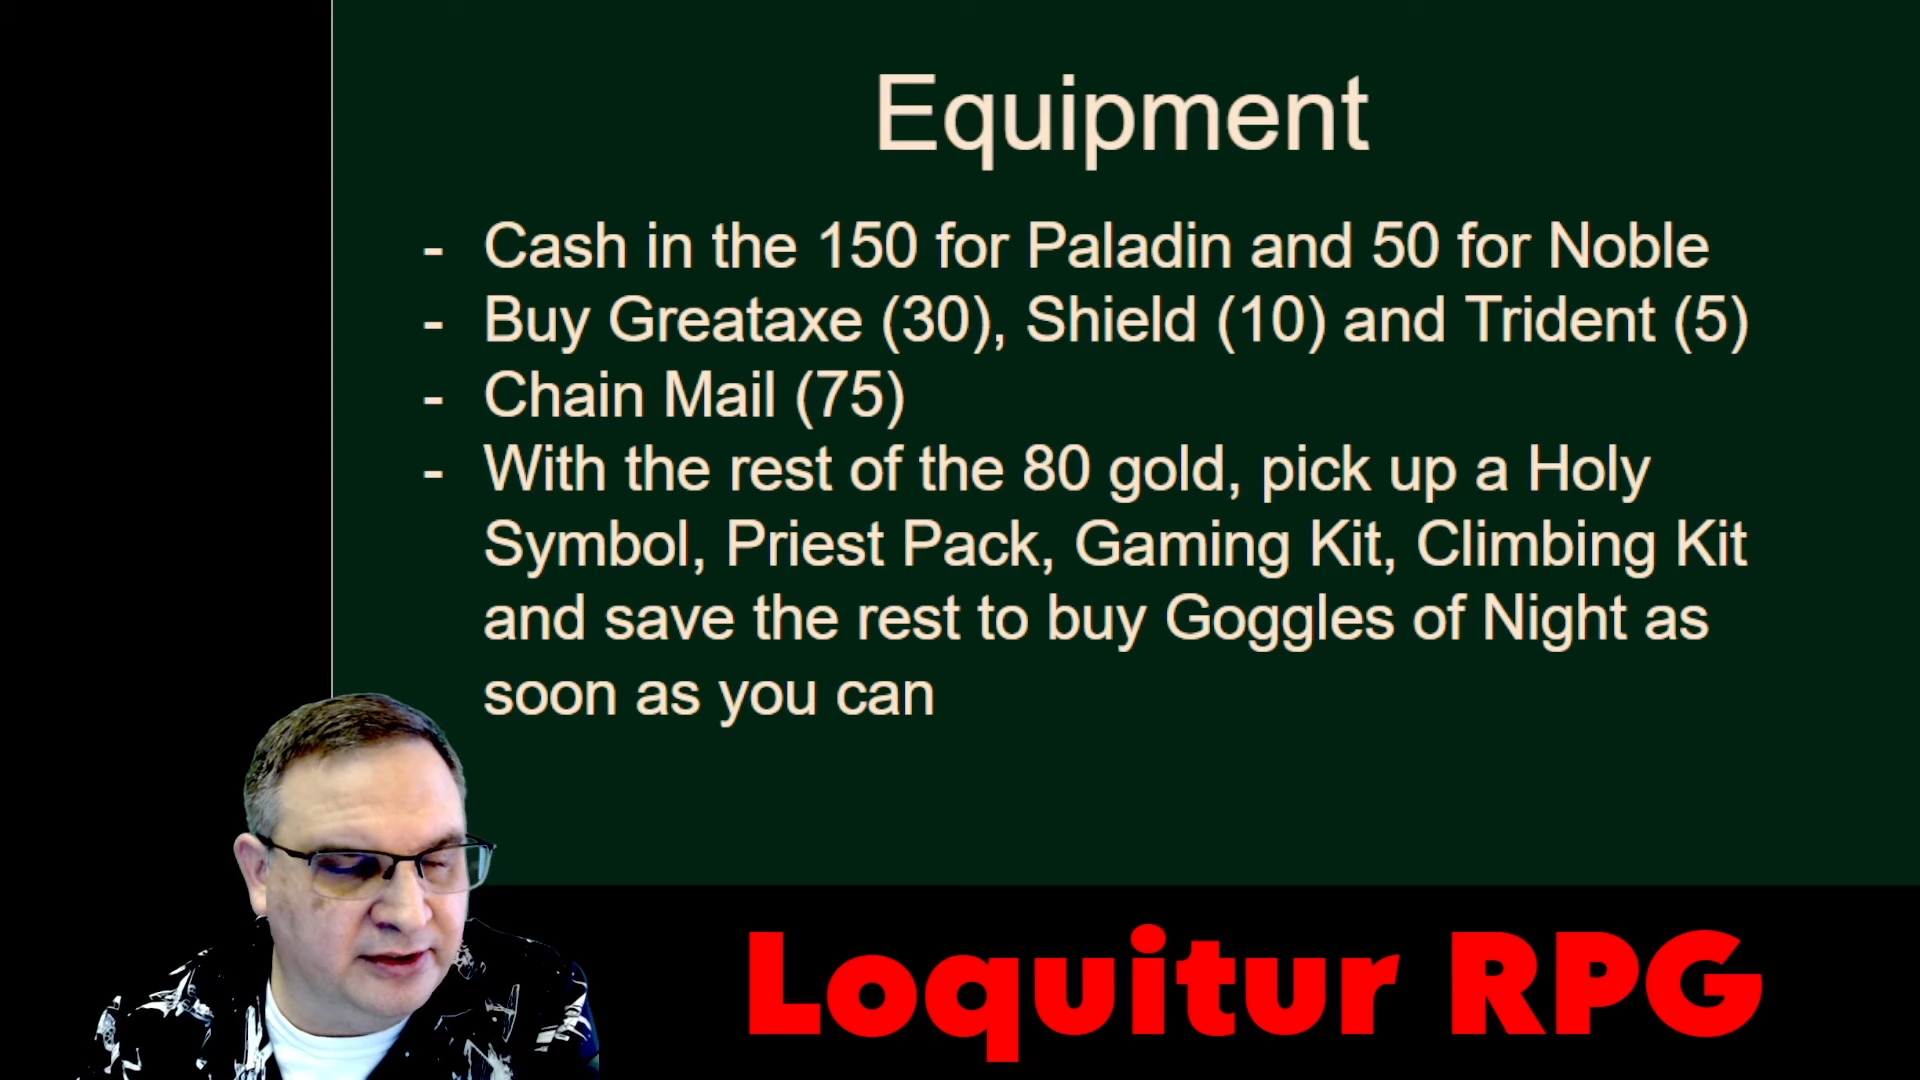 Equipment
- Cash in the 150 for Paladin and 50 for Noble
- Buy Greataxe (30), Shield (10) and Trident (5)
- Chain Mail (75)
- With the rest of the 80 gold, pick up a Holy
Symbol, Priest Pack, Gaming Kit, Climbing Kit
and save the rest to buy Goggles of Night as
soon as you can
Loquitur RPG